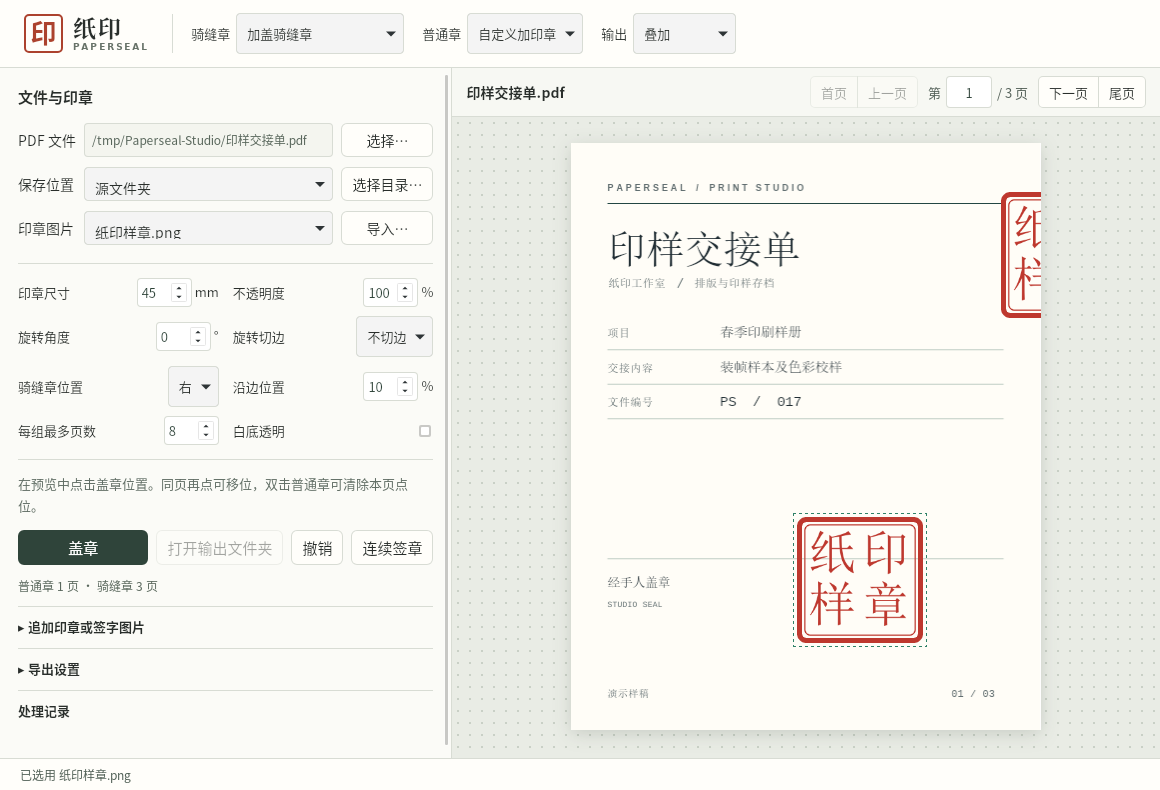 印 纸印
PAPERSEAL
骑缝章 加盖骑缝章 普通章 自定义加印章 输出 叠加
文件与印章
PDF 文件 /tmp/Paperseal-Studio/印样交接单.pdf 选择…
保存位置 源文件夹 选择目录…
印章图片 纸印样章.png 导入…
印章尺寸 45 mm 不透明度 100 %
旋转角度 0 ° 旋转切边 不切边
骑缝章位置 右 沿边位置 10 %
每组最多页数 8 白底透明
在预览中点击盖章位置。同页再点可移位，双击普通章可清除本页点
位。
盖章 打开输出文件夹 撤销 连续签章
普通章 1 页 · 骑缝章 3 页
▸ 追加印章或签字图片
▸ 导出设置
处理记录
已选用 纸印样章.png
印样交接单.pdf 首页 上一页 第 1 / 3 页 下一页 尾页
PAPERSEAL / PRINT STUDIO
印样交接单
纸印工作室 / 排版与印样存档
纸
样
项目 春季印刷样册
交接内容 装帧样本及色彩校样
文件编号 PS / 017
经手人盖章
STUDIO SEAL
纸印
样章
演示样稿 01 / 03